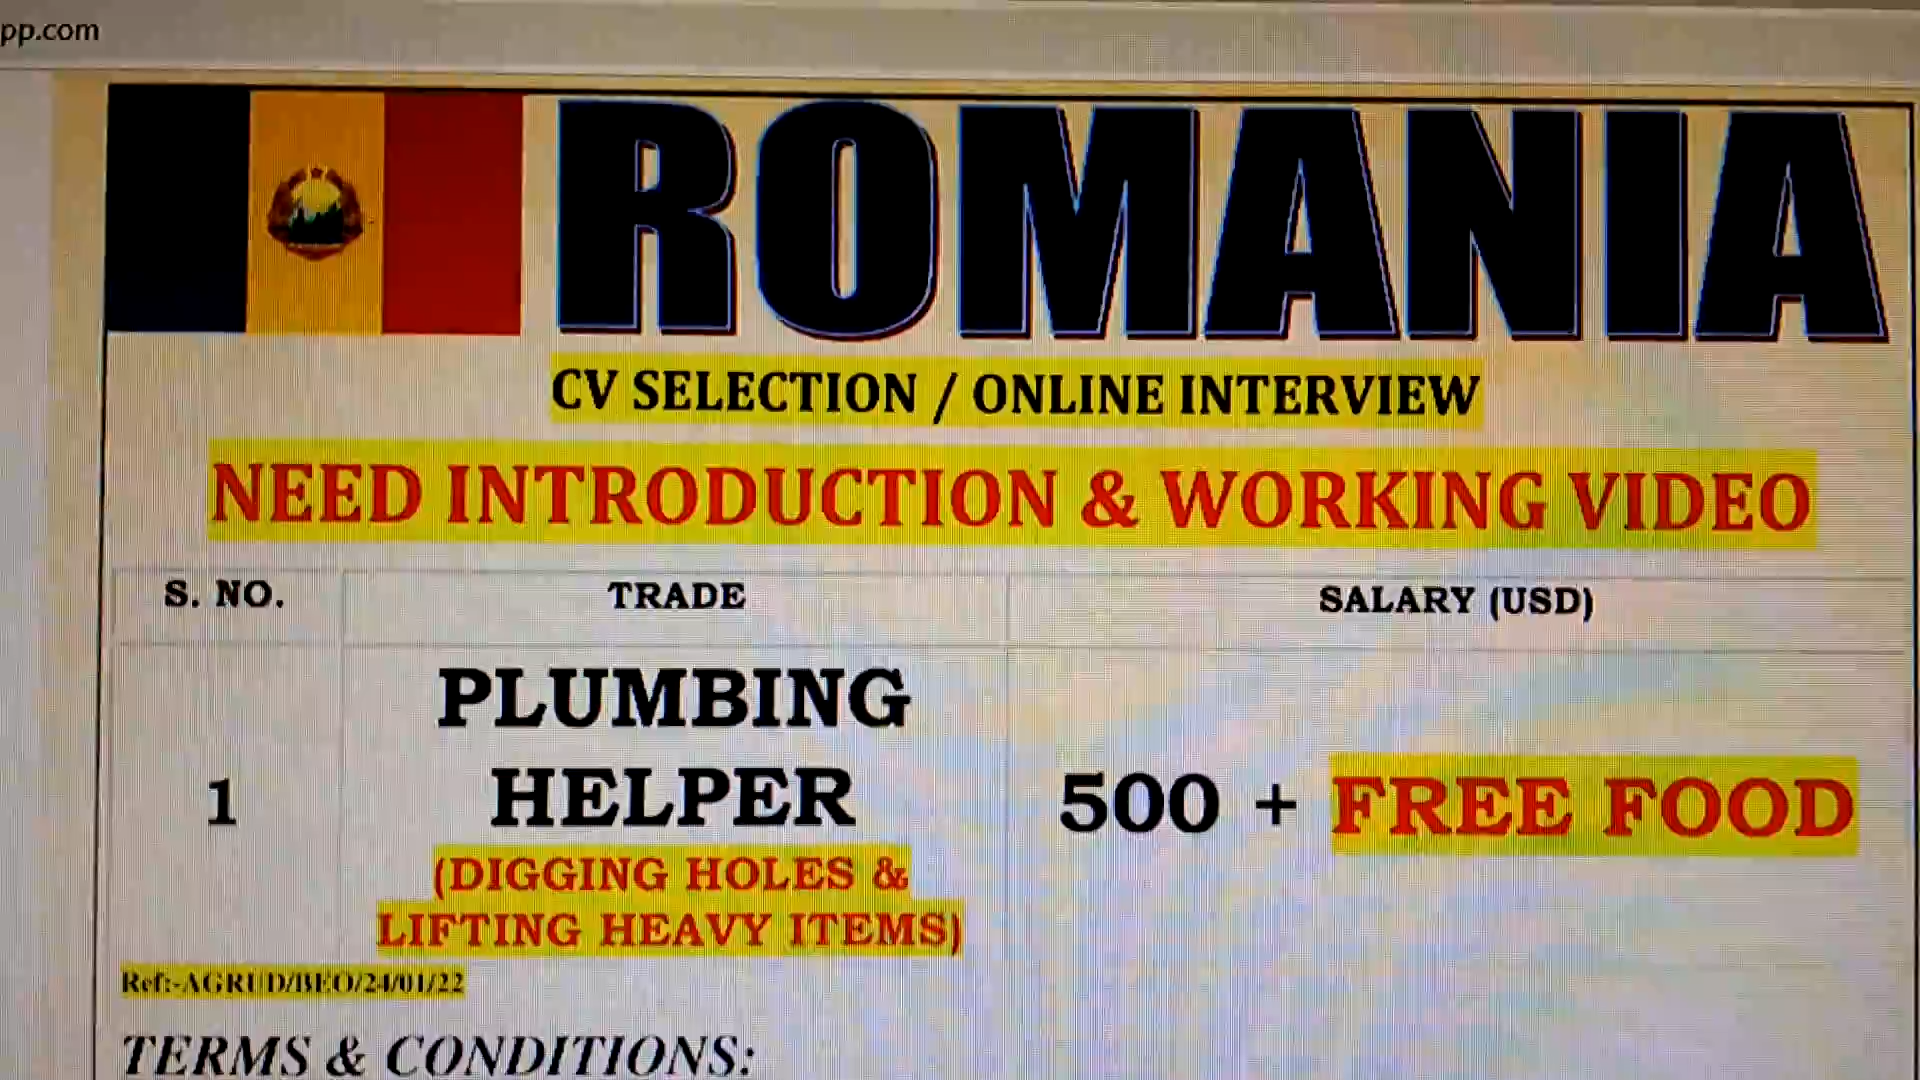 pp.com
ROMANIA
CV SELECTION / ONLINE INTERVIEW
NEED INTRODUCTION & WORKING VIDEO
S. NO.
TRADE
SALARY (USD)
1
PLUMBING
HELPER
(DIGGING HOLES &
LIFTING HEAVY ITEMS)
500 + FREE FOOD
Ref:-AGRUD/BEO/24/01/22
TERMS & CONDITIONS: